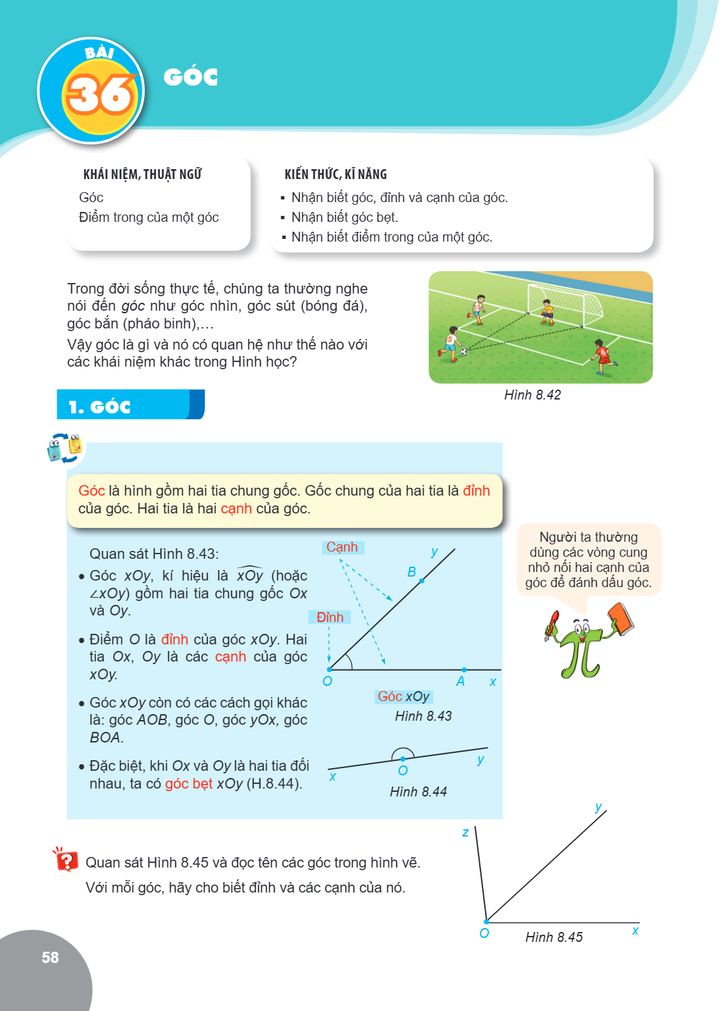 BÀI
36
GÓC
KHÁI NIỆM, THUẬT NGỮ
Góc
Điểm trong của một góc
KIẾN THỨC, KĨ NĂNG
▪ Nhận biết góc, đỉnh và cạnh của góc.
▪ Nhận biết góc bẹt.
▪ Nhận biết điểm trong của một góc.
Trong đời sống thực tế, chúng ta thường nghe
nói đến góc như góc nhìn, góc sút (bóng đá),
góc bắn (pháo binh),…
Vậy góc là gì và nó có quan hệ như thế nào với
các khái niệm khác trong Hình học?
Hình 8.42
1. GÓC
Góc là hình gồm hai tia chung gốc. Gốc chung của hai tia là đỉnh
của góc. Hai tia là hai cạnh của góc.
Quan sát Hình 8.43:
• Góc xOy, kí hiệu là xOy (hoặc
∠xOy) gồm hai tia chung gốc Ox
và Oy.
• Điểm O là đỉnh của góc xOy. Hai
tia Ox, Oy là các cạnh của góc
xOy.
• Góc xOy còn có các cách gọi khác
là: góc AOB, góc O, góc yOx, góc
BOA.
• Đặc biệt, khi Ox và Oy là hai tia đối
nhau, ta có góc bẹt xOy (H.8.44).
Cạnh
y
B
Đỉnh
O
A
x
Góc xOy
Hình 8.43
x
O
y
Hình 8.44
Người ta thường
dùng các vòng cung
nhỏ nối hai cạnh của
góc để đánh dấu góc.
?
Quan sát Hình 8.45 và đọc tên các góc trong hình vẽ.
Với mỗi góc, hãy cho biết đỉnh và các cạnh của nó.
z
y
O
x
Hình 8.45
58